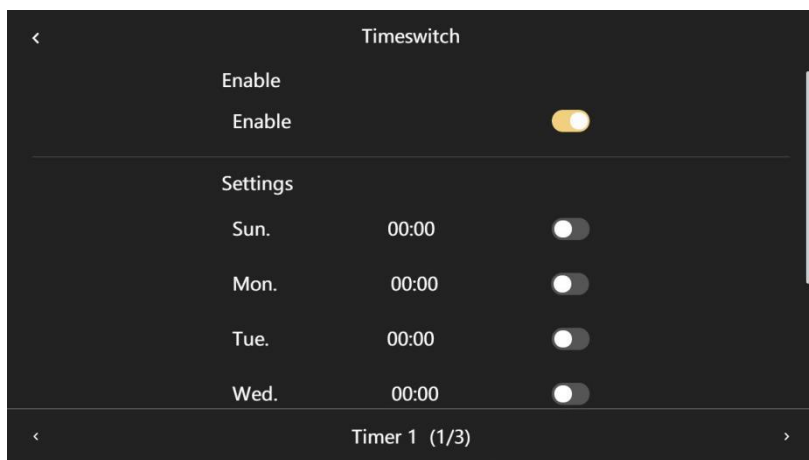 Timeswitch
Enable
Enable
Settings
Sun. 00:00
Mon. 00:00
Tue. 00:00
Wed. 00:00
Timer 1 (1/3)